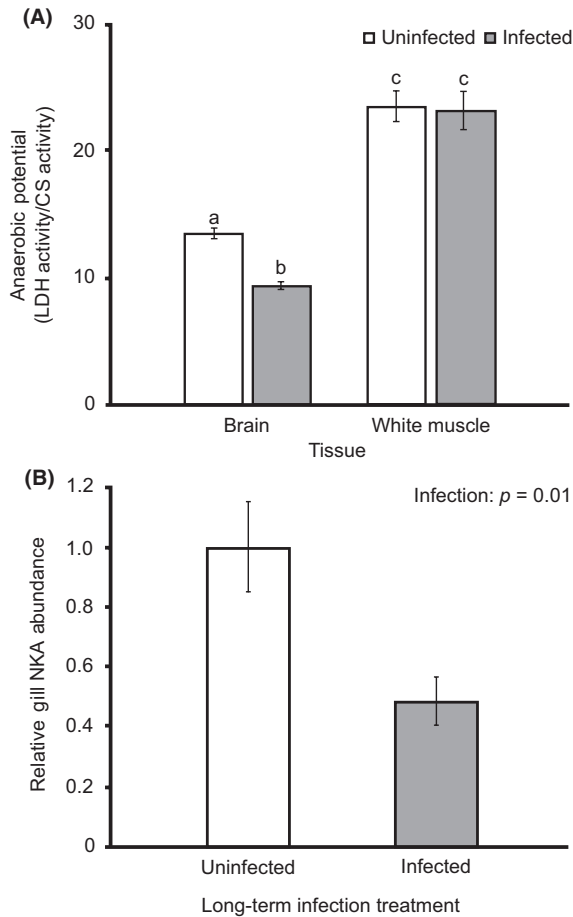 (A)
30
20
10
0
Anaerobic potential
(LDH activity/CS activity)
Uninfected
Infected
a
b
c
c
Brain
White muscle
Tissue
(B)
1.2
1.0
0.8
0.6
0.4
0.2
0
Relative gill NKA abundance
Infection: p = 0.01
Uninfected
Infected
Long-term infection treatment